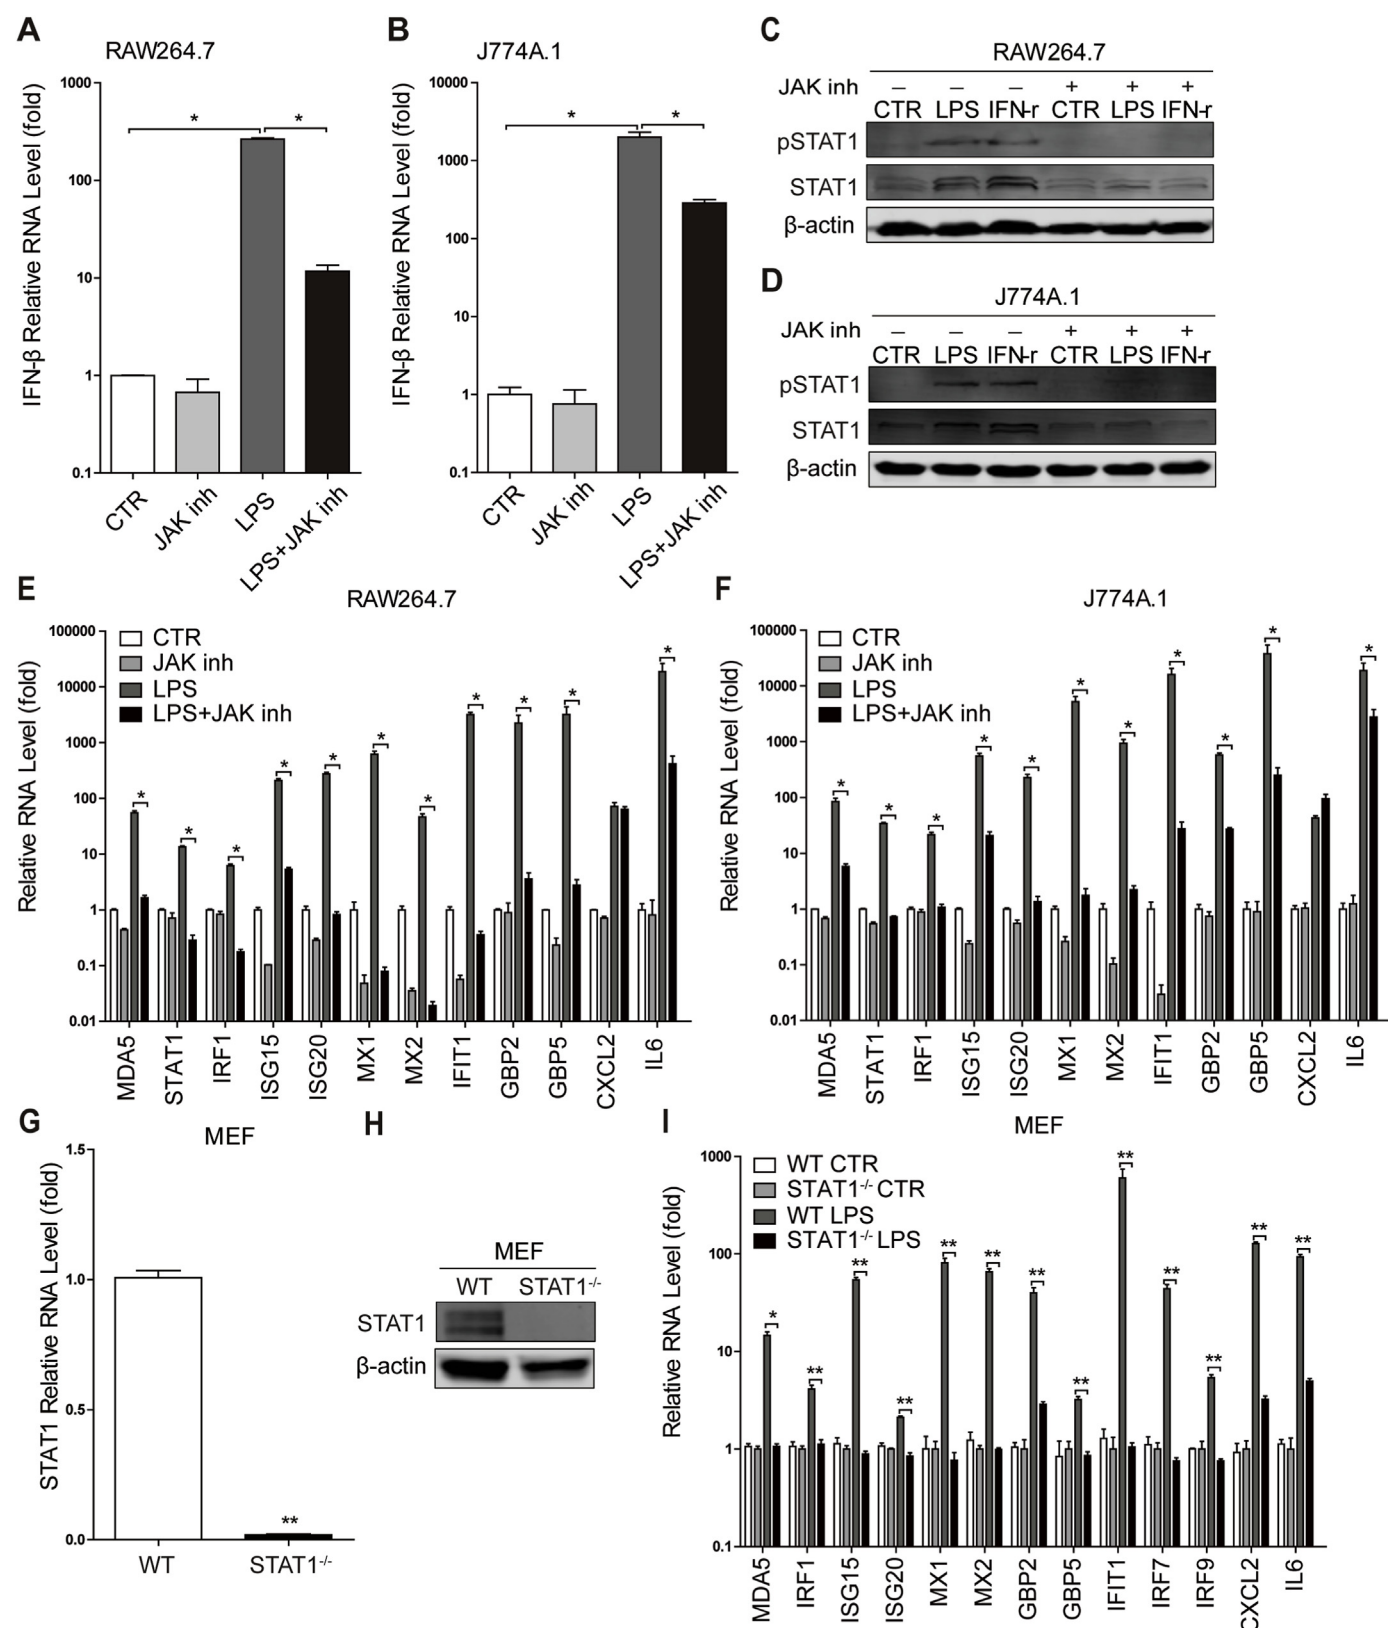 A
RAW264.7
IFN-β Relative RNA Level (fold)
1000
100
10
1
0.1
*
*
CTR
JAK inh
LPS
LPS+JAK inh
B
J774A.1
IFN-β Relative RNA Level (fold)
10000
1000
100
10
1
0.1
*
*
CTR
JAK inh
LPS
LPS+JAK inh
C
RAW264.7
JAK inh – – – + + +
CTR LPS IFN-r CTR LPS IFN-r
pSTAT1
STAT1
β-actin
D
J774A.1
JAK inh – – – + + +
CTR LPS IFN-r CTR LPS IFN-r
pSTAT1
STAT1
β-actin
E
RAW264.7
Relative RNA Level (fold)
100000
10000
1000
100
10
1
0.1
0.01
CTR
JAK inh
LPS
LPS+JAK inh
* * * * * * * * * * *
MDA5 STAT1 IRF1 ISG15 ISG20 MX1 MX2 IFIT1 GBP2 GBP5 CXCL2 IL6
F
J774A.1
Relative RNA Level (fold)
100000
10000
1000
100
10
1
0.1
0.01
CTR
JAK inh
LPS
LPS+JAK inh
* * * * * * * * * * *
MDA5 STAT1 IRF1 ISG15 ISG20 MX1 MX2 IFIT1 GBP2 GBP5 CXCL2 IL6
G
MEF
STAT1 Relative RNA Level (fold)
1.5
1.0
0.5
0.0
**
WT STAT1-/-
H
MEF
WT STAT1-/-
STAT1
β-actin
I
MEF
Relative RNA Level (fold)
1000
100
10
1
0.1
WT CTR
STAT1-/- CTR
WT LPS
STAT1-/- LPS
* ** ** ** ** ** ** ** ** ** ** ** **
MDA5 IRF1 ISG15 ISG20 MX1 MX2 GBP2 GBP5 IFIT1 IRF7 IRF9 CXCL2 IL6